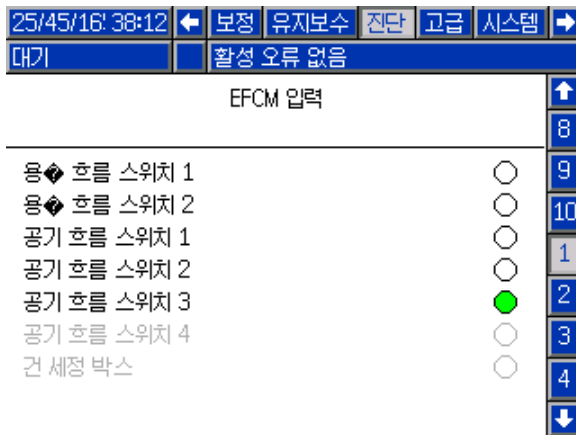 25/45/16! 38:12 보정 유지보수 진단 고급 시스템
대기 활성 오류 없음
EFCM 입력
8
용� 흐름 스위치 1
9
용� 흐름 스위치 2
10
공기 흐름 스위치 1
1
공기 흐름 스위치 2
공기 흐름 스위치 3
2
공기 흐름 스위치 4
3
건 세정 박스
4